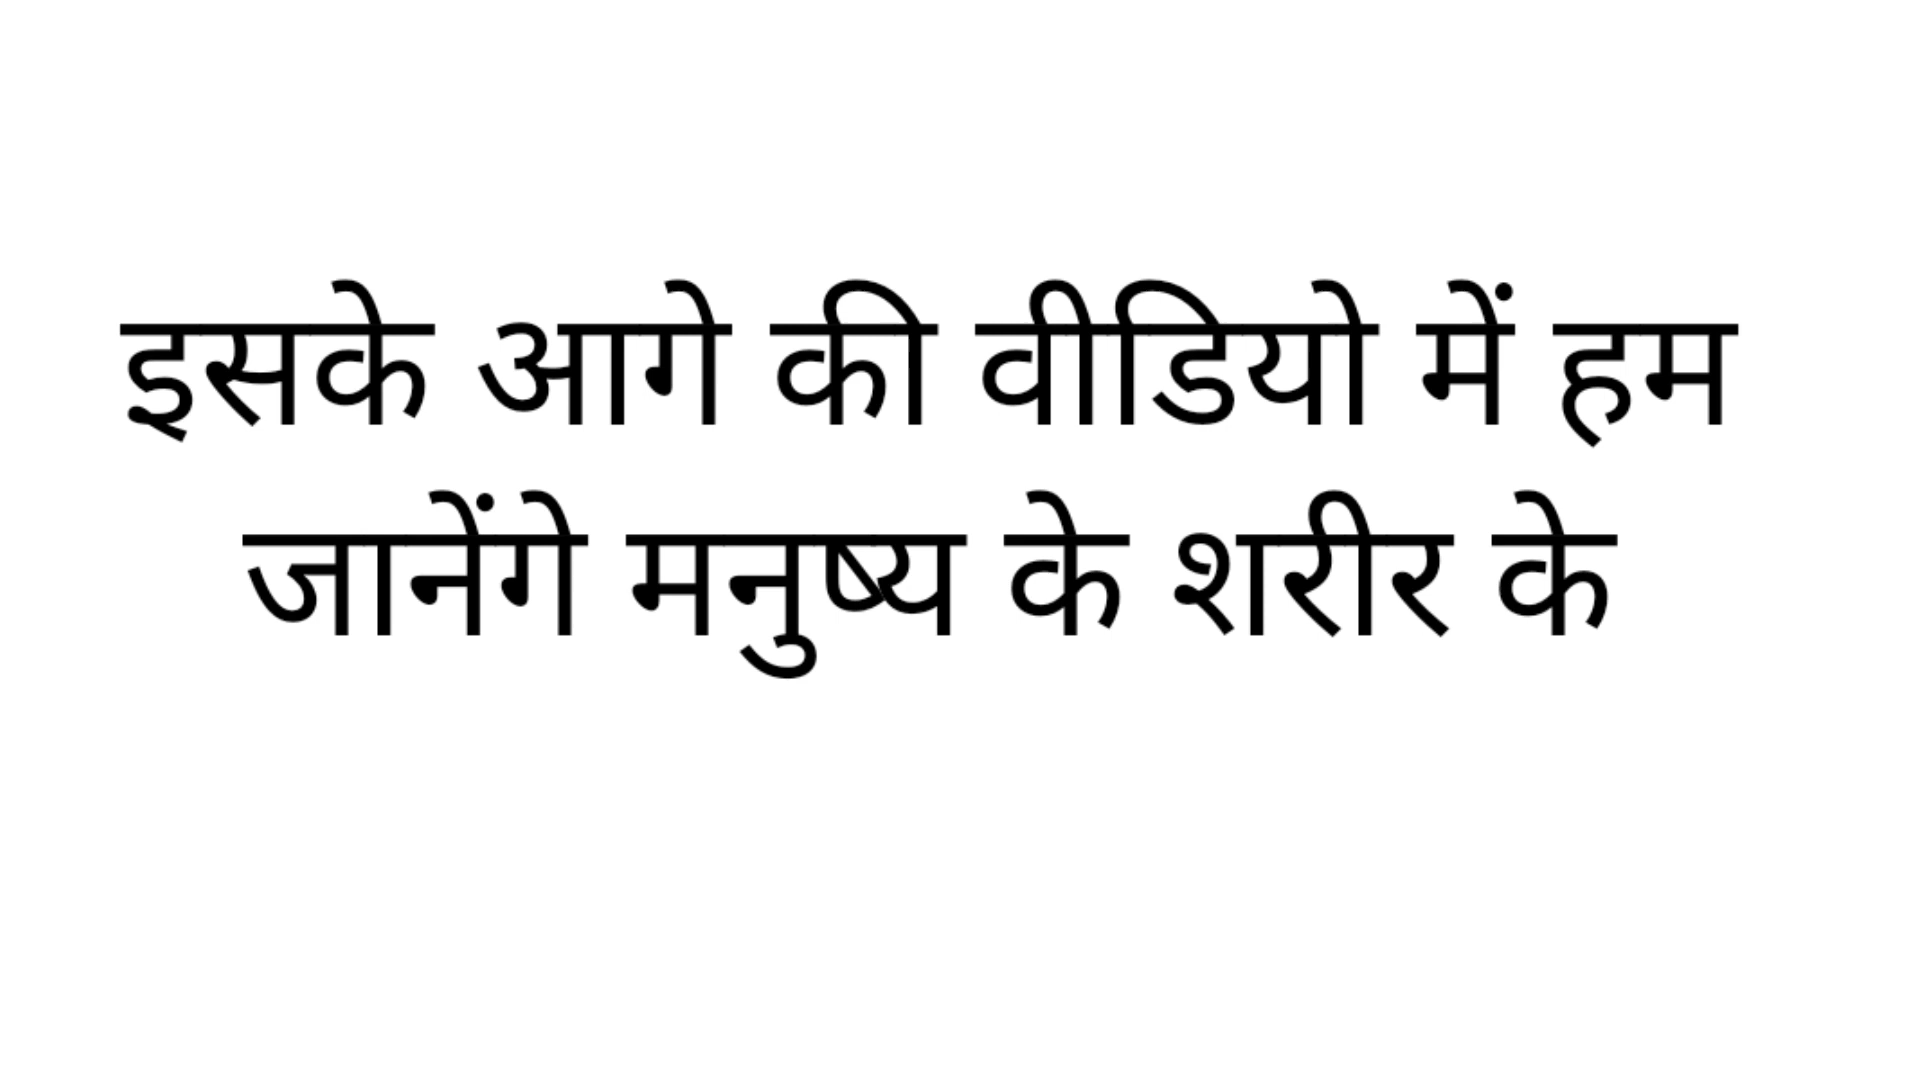 इसके आगे की वीडियो में हम
जानेंगे मनुष्य के शरीर के